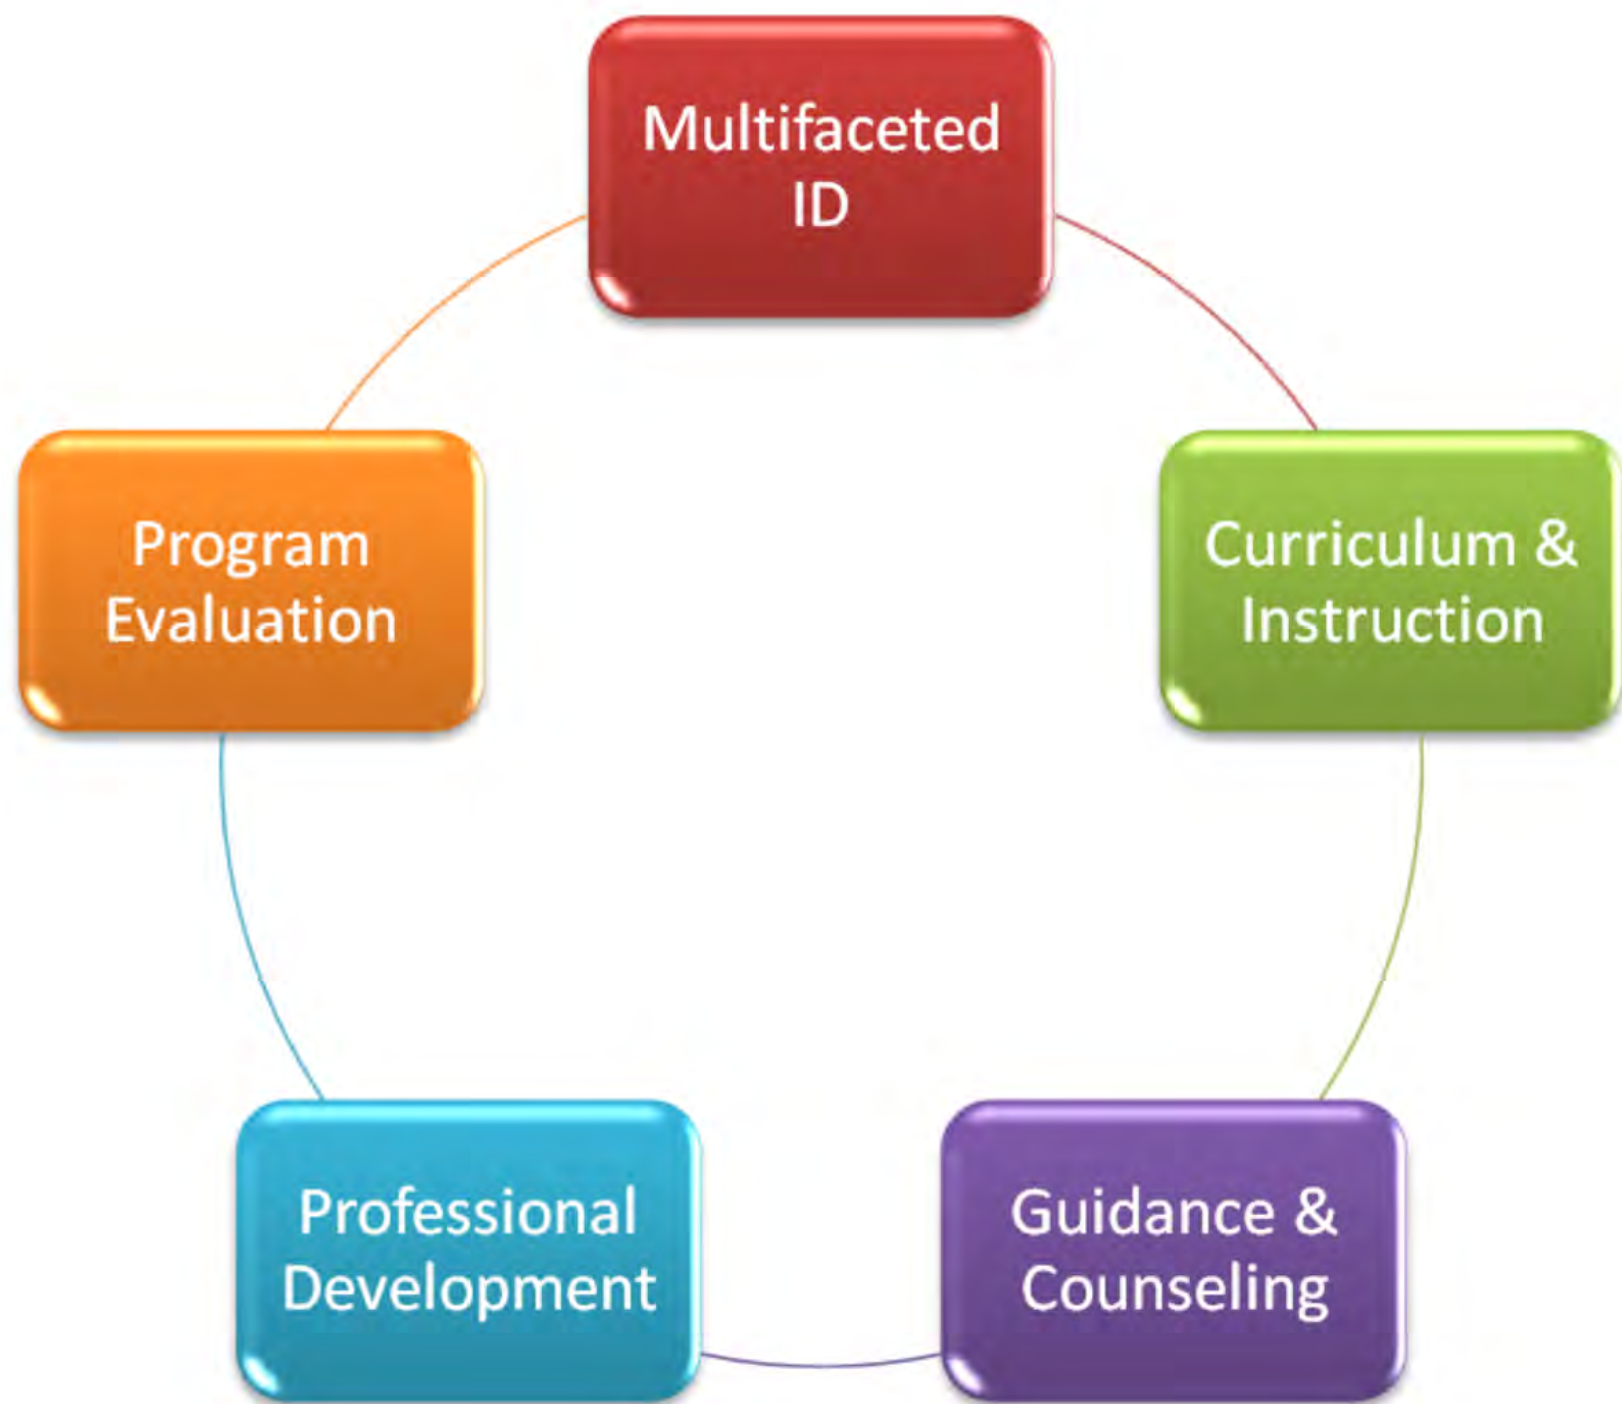 Multifaceted
ID
Curriculum &
Instruction
Guidance &
Counseling
Professional
Development
Program
Evaluation